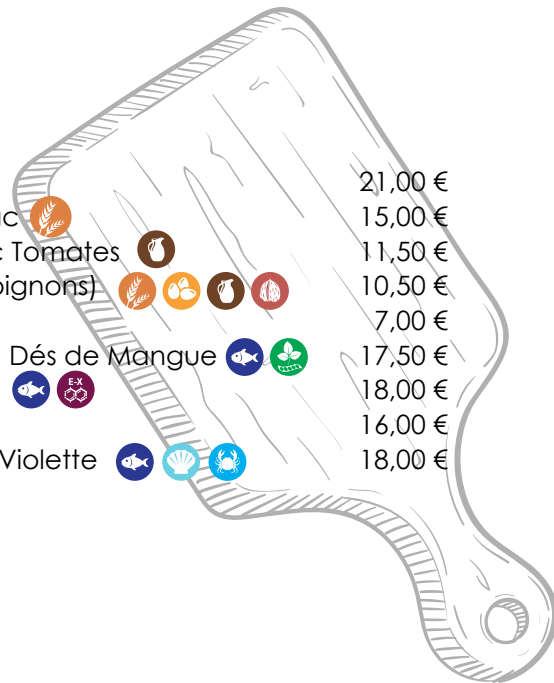 21,00 €
ac 15,00 €
c Tomates 11,50 €
pignons) 10,50 €
7,00 €
Dés de Mangue 17,50 €
E-X 18,00 €
16,00 €
Violette 18,00 €